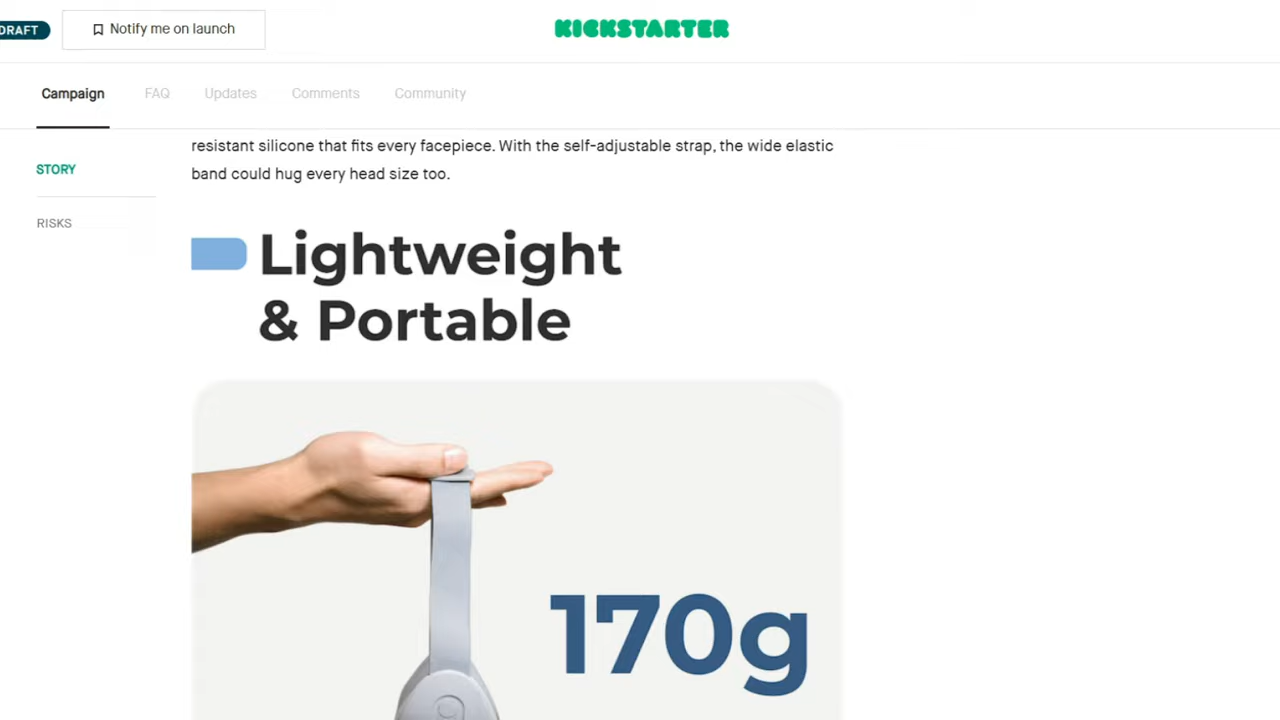 DRAFT
Notify me on launch
KICKSTARTER
Campaign
FAQ
Updates
Comments
Community
STORY
RISKS
resistant silicone that fits every facepiece. With the self-adjustable strap, the wide elastic
band could hug every head size too.
Lightweight
& Portable
170g